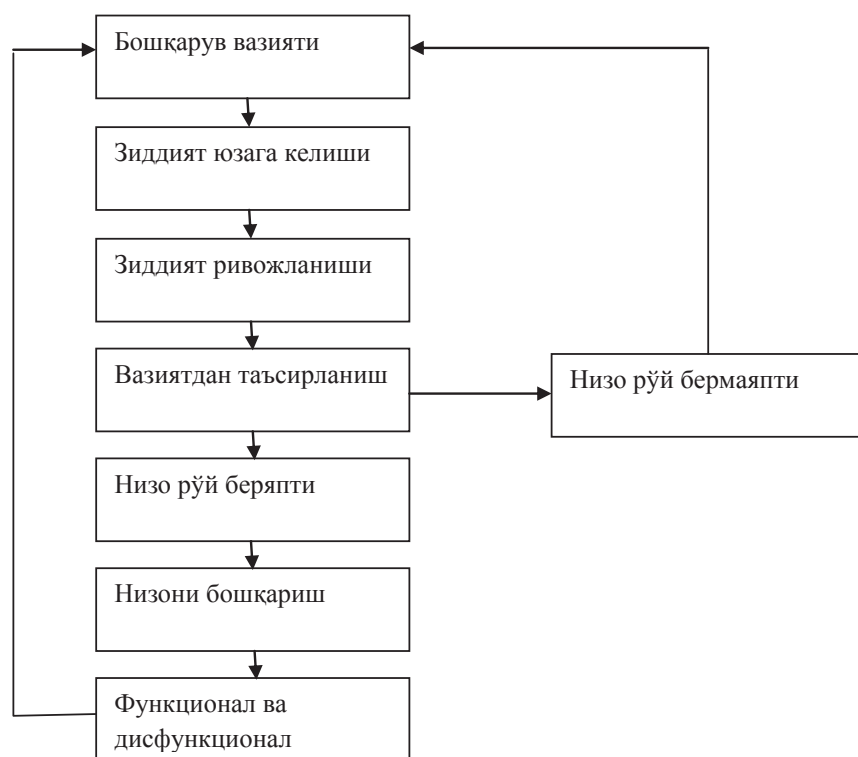 Бошқарув вазияти
Зиддият юзага келиши
Зиддият ривожланиши
Вазиятдан таъсирланиш
Низо рўй бермаяпти
Низо рўй беряпти
Низони бошқариш
Функционал ва
дисфункционал